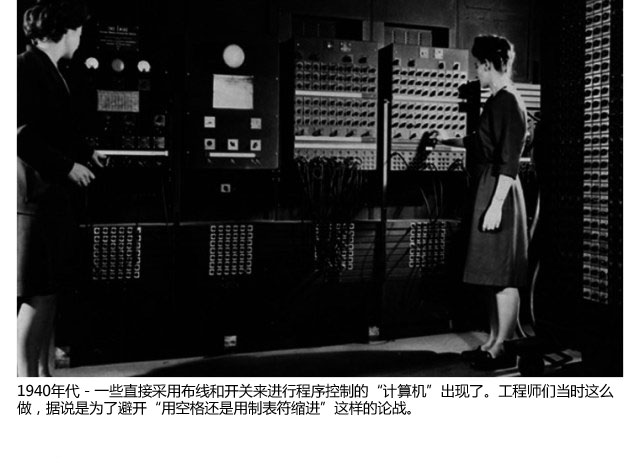 1940年代 - 一些直接采用布线和开关来进行程序控制的“计算机”出现了。工程师们当时这么
做，据说是为了避开“用空格还是用制表符缩进”这样的论战。